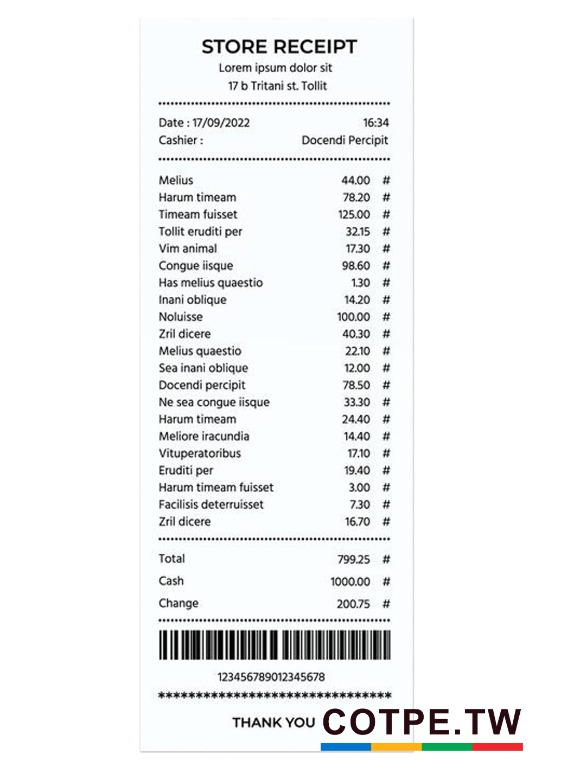 STORE RECEIPT
Lorem ipsum dolor sit
17 b Tritani st. Tollit
Date : 17/09/2022 16:34
Cashier : Docendi Percipit
Melius 44.00 #
Harum timeam 78.20 #
Timeam fuisset 125.00 #
Tollit eruditi per 32.15 #
Vim animal 17.30 #
Congue iisque 98.60 #
Has melius quaestio 1.30 #
Inani oblique 14.20 #
Noluisse 100.00 #
Zril dicere 40.30 #
Melius quaestio 22.10 #
Sea inani oblique 12.00 #
Docendi percipit 78.50 #
Ne sea congue iisque 33.30 #
Harum timeam 24.40 #
Meliore iracundia 14.40 #
Vituperatoribus 17.10 #
Eruditi per 19.40 #
Harum timeam fuisset 3.00 #
Facilisis deterruisset 7.30 #
Zril dicere 16.70 #
Total 799.25 #
Cash 1000.00 #
Change 200.75 #
123456789012345678
*********************************
THANK YOU
COTPE.TW